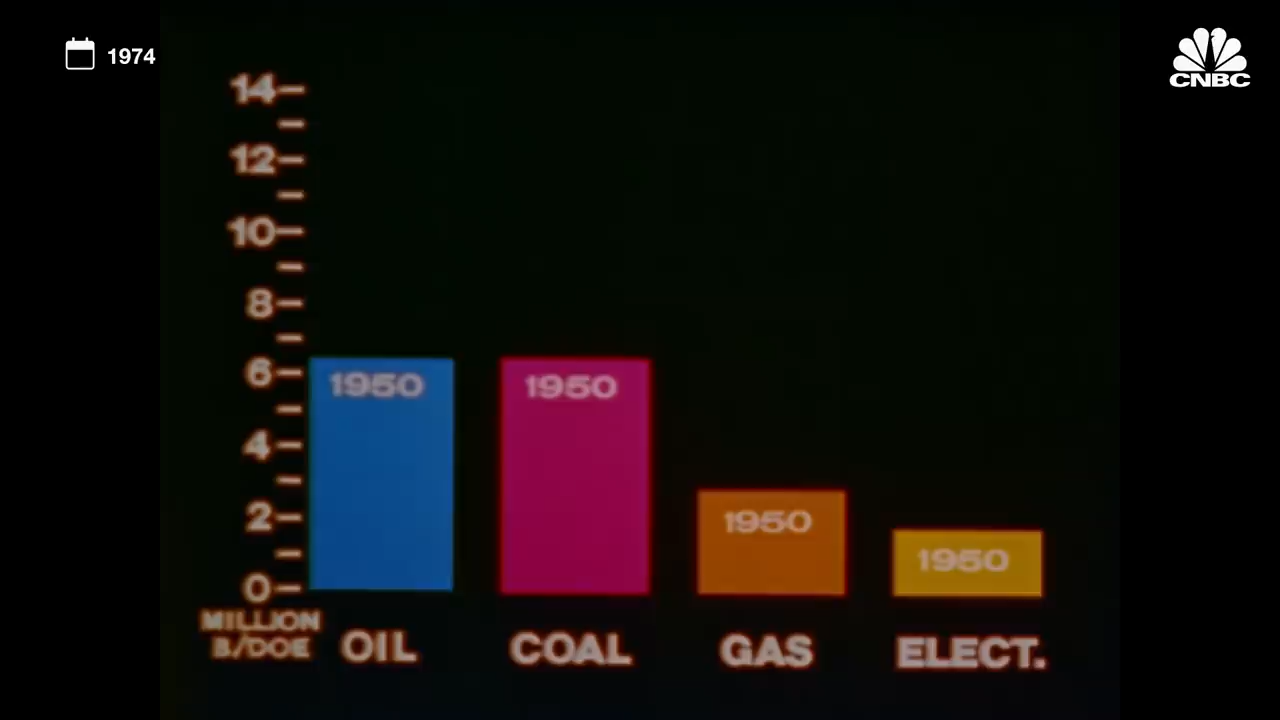 1974
CNBC
14
12
10
8
6
4
2
0
1950
1950
1950
1950
MILLION
B/DOE
OIL
COAL
GAS
ELECT.